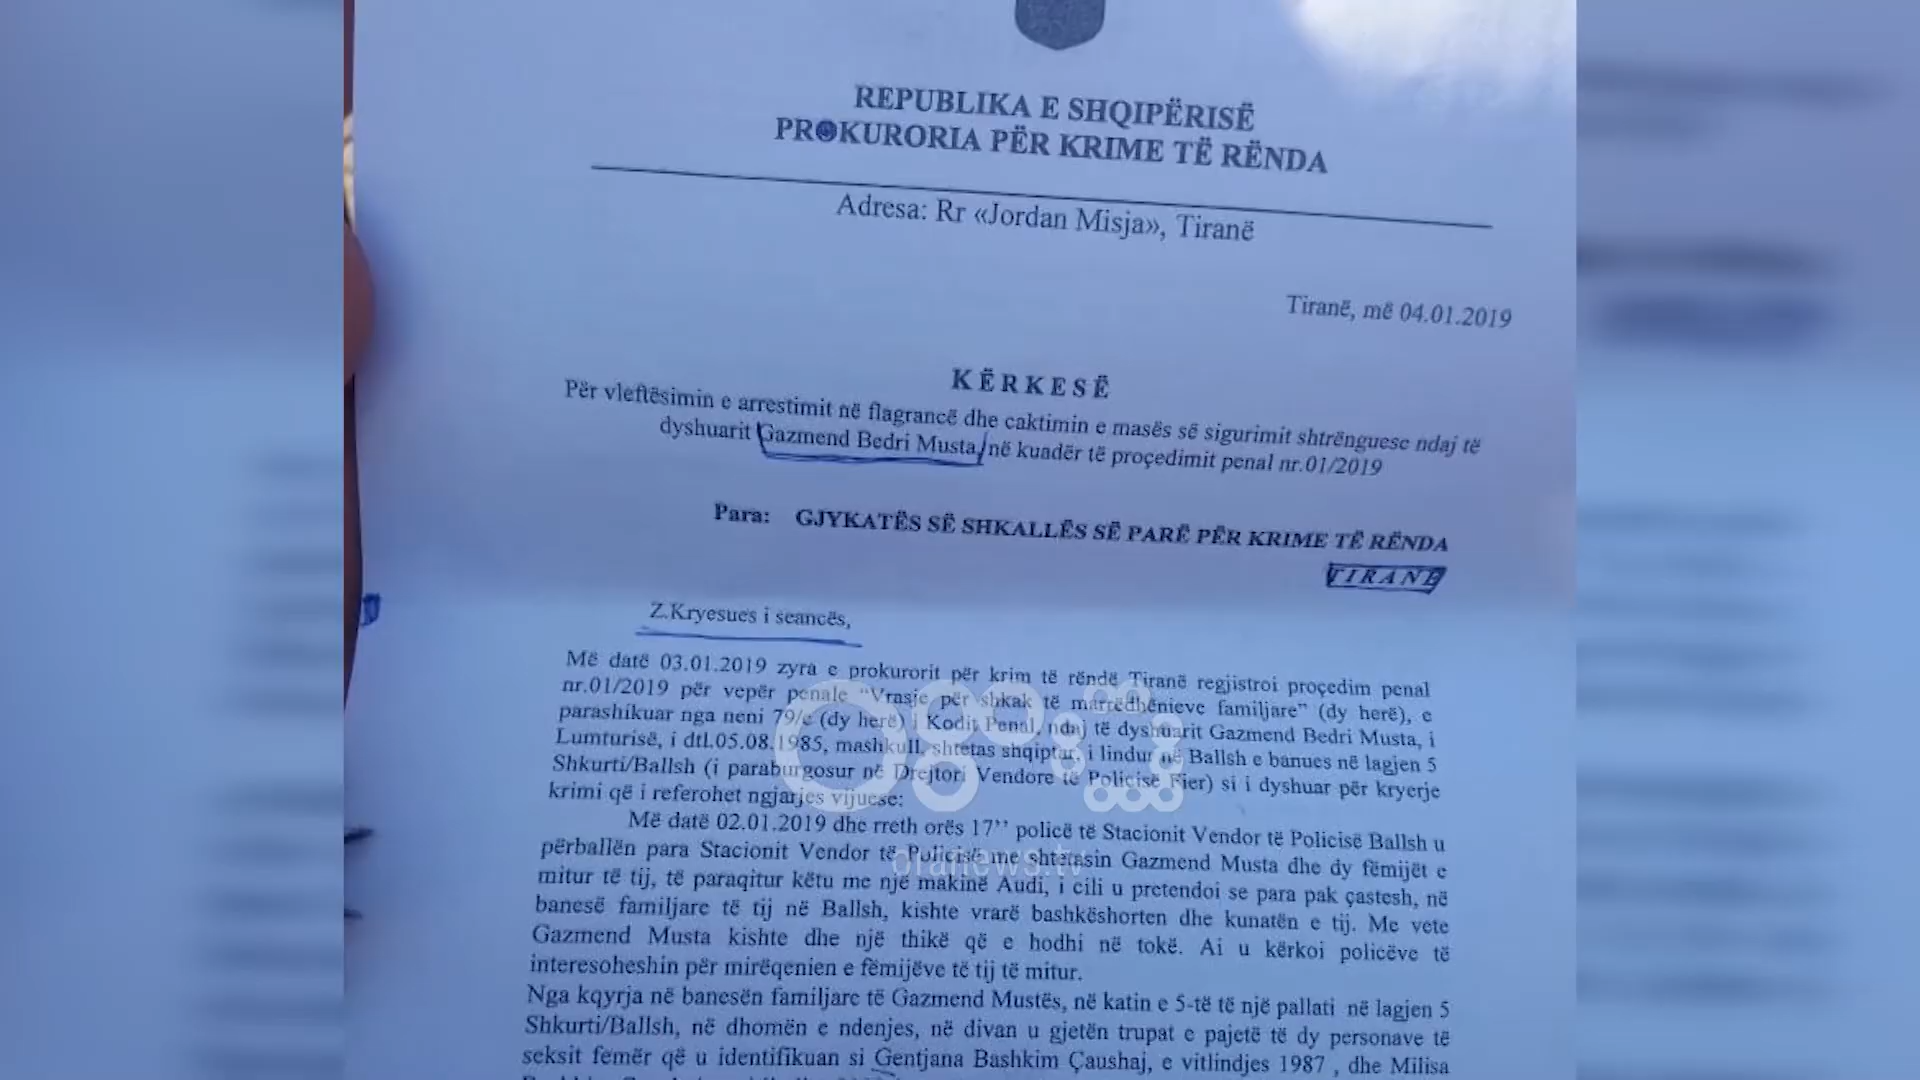 REPUBLIKA E SHQIPËRISË
PROKURORIA PËR KRIME TË RËNDA
Adresa: Rr «Jordan Misja», Tiranë
Tiranë, më 04.01.2019
KËRKESË
Për vleftësimin e arrestimit në flagrancë dhe caktimin e masës së sigurimit shtrënguese ndaj të
dyshuarit Gazmend Bedri Musta, në kuadër të proçedimit penal nr.01/2019
Para: GJYKATËS SË SHKALLËS SË PARË PËR KRIME TË RËNDA
TIRANË
Z.Kryesues i seancës,
Më datë 03.01.2019 zyra e prokurorit për krim të rëndë Tiranë regjistroi proçedim penal
nr.01/2019 për vepër penale “Vrasje për shkak të marrëdhënieve familjare” (dy herë), e
parashikuar nga neni 79/c (dy herë) i Kodit Penal, ndaj të dyshuarit Gazmend Bedri Musta, i
Lumturisë, i dtl.05.08.1985, mashkull, shtetas shqiptar, i lindur në Ballsh e banues në lagjen 5
Shkurti/Ballsh (i paraburgosur në Drejtori Vendore të Policisë Fier) si i dyshuar për kryerje
krimi që i referohet ngjarjes vijuese:
Më datë 02.01.2019 dhe rreth orës 17’’ policë të Stacionit Vendor të Policisë Ballsh u
përballën para Stacionit Vendor të Policisë me shtetasin Gazmend Musta dhe dy fëmijët e
mitur të tij, të paraqitur këtu me një makinë Audi, i cili u pretendoi se para pak çastesh, në
banesë familjare të tij në Ballsh, kishte vrarë bashkëshorten dhe kunatën e tij. Me vete
Gazmend Musta kishte dhe një thikë që e hodhi në tokë. Ai u kërkoi policëve të
interesoheshin për mirëqenien e fëmijëve të tij të mitur.
Nga kqyrja në banesën familjare të Gazmend Mustës, në katin e 5-të të një pallati në lagjen 5
Shkurti/Ballsh, në dhomën e ndenjes, në divan u gjetën trupat e pajetë të dy personave të
seksit femër që u identifikuan si Gentjana Bashkim Çaushaj, e vitlindjes 1987 , dhe Milisa
oranews.tv